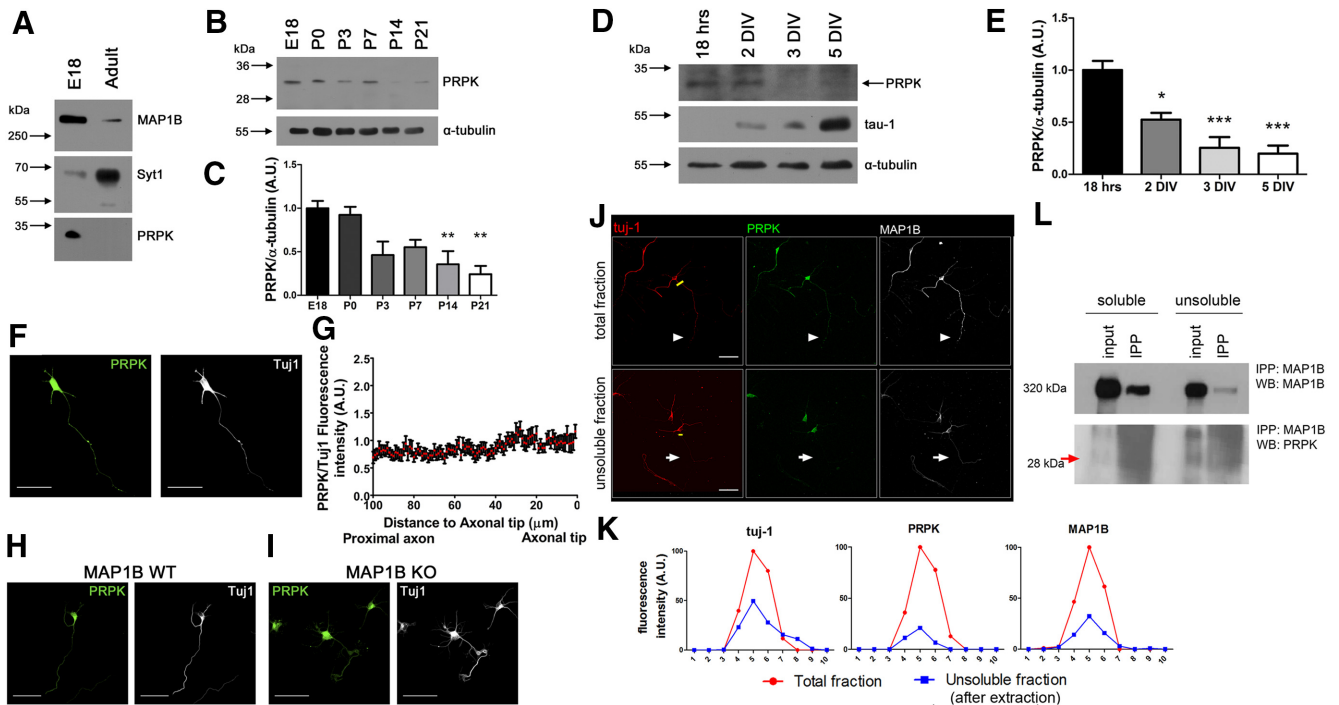 A
E18
Adult
kDa
250
MAP1B
70
Syt1
55
35
PRPK
B
E18
P0
P3
P7
P14
P21
kDa
36
PRPK
28
55
α-tubulin
C
PRPK/α-tubulin (A.U.)
1.5
1.0
0.5
0.0
**
**
E18
P0
P3
P7
P14
P21
D
18 hrs
2 DIV
3 DIV
5 DIV
kDa
35
PRPK
55
tau-1
55
α-tubulin
E
PRPK/α-tubulin (A.U.)
1.5
1.0
0.5
0.0
*
***
***
18 hrs
2 DIV
3 DIV
5 DIV
F
PRPK
Tuj1
G
PRPK/Tuj1 Fluorescence
intensity (A.U.)
2.5
2.0
1.5
1.0
0.5
0.0
100
80
60
40
20
0
Distance to Axonal tip (μm)
Proximal axon
Axonal tip
H
MAP1B WT
PRPK
Tuj1
I
MAP1B KO
PRPK
Tuj1
J
tuj-1
PRPK
MAP1B
total fraction
unsoluble fraction
K
fluorescence
intensity (A.U.)
tuj-1
100
50
0
1 2 3 4 5 6 7 8 9 10
PRPK
100
50
0
1 2 3 4 5 6 7 8 9 10
MAP1B
100
50
0
1 2 3 4 5 6 7 8 9 10
Total fraction
Unsoluble fraction
(after extraction)
L
soluble
unsoluble
input
IPP
input
IPP
320 kDa
IPP: MAP1B
WB: MAP1B
28 kDa
IPP: MAP1B
WB: PRPK